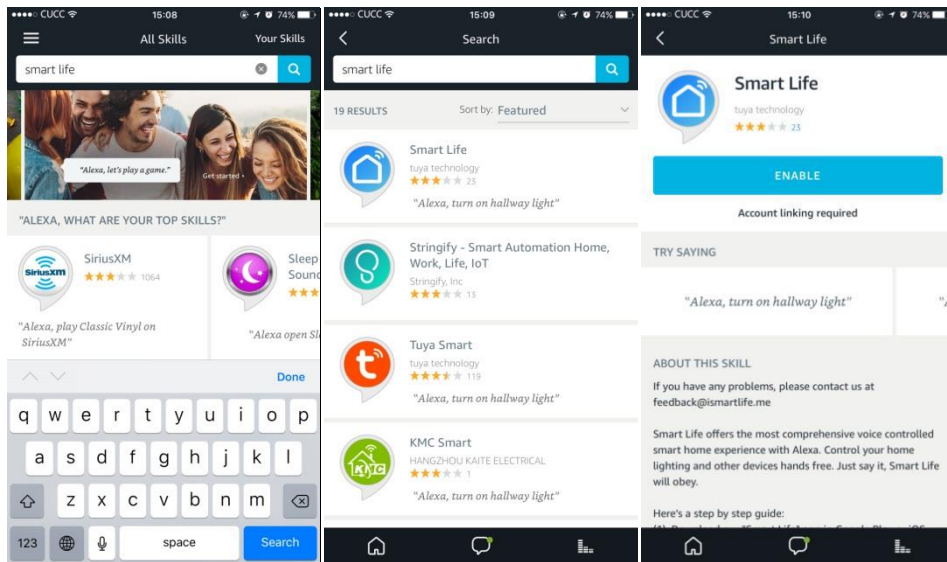 CUCC 15:08 74%
All Skills Your Skills
smart life
"Alexa, let's play a game."
Get started
"ALEXA, WHAT ARE YOUR TOP SKILLS?"
SiriusXM
SiriusXM
1064
"Alexa, play Classic Vinyl on
SiriusXM"
Sleep
Soun
"Alexa open Sl
Done
q w e r t y u i o p
a s d f g h j k l
z x c v b n m
123 space Search
CUCC 15:09 74%
Search
smart life
19 RESULTS Sort by: Featured
Smart Life
tuya technology
23
"Alexa, turn on hallway light"
Stringify - Smart Automation Home,
Work, Life, IoT
Stringify, Inc
13
Tuya Smart
tuya technology
119
"Alexa, turn on hallway light"
KMC
KMC Smart
HANGZHOU KAITE ELECTRICAL
1
"Alexa, turn on hallway light"
CUCC 15:10 74%
Smart Life
Smart Life
tuya technology
23
ENABLE
Account linking required
TRY SAYING
"Alexa, turn on hallway light"
ABOUT THIS SKILL
If you have any problems, please contact us at
feedback@ismartlife.me
Smart Life offers the most comprehensive voice controlled
smart home experience with Alexa. Control your home
lighting and other devices hands free. Just say it, Smart Life
will obey.
Here's a step by step guide: